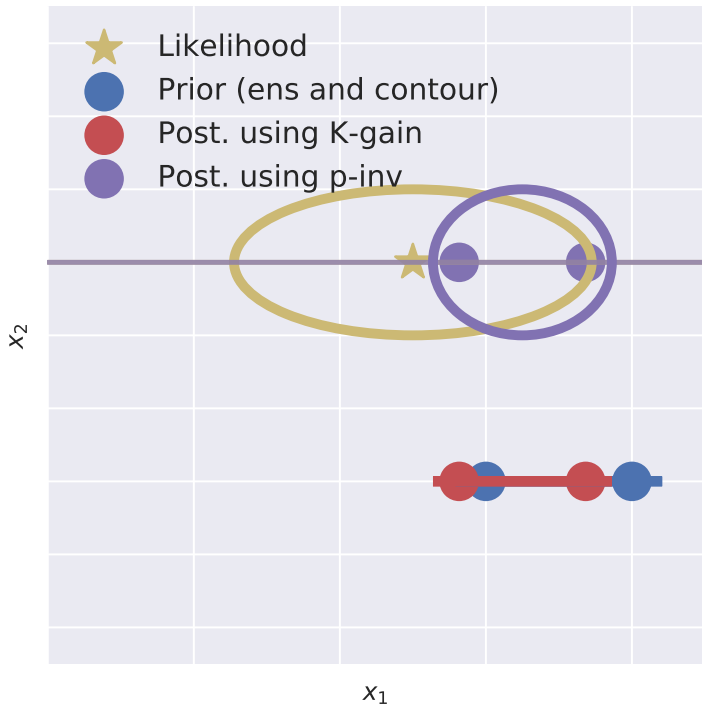 Likelihood
Prior (ens and contour)
Post. using K-gain
Post. using p-inv
x₂
x₁